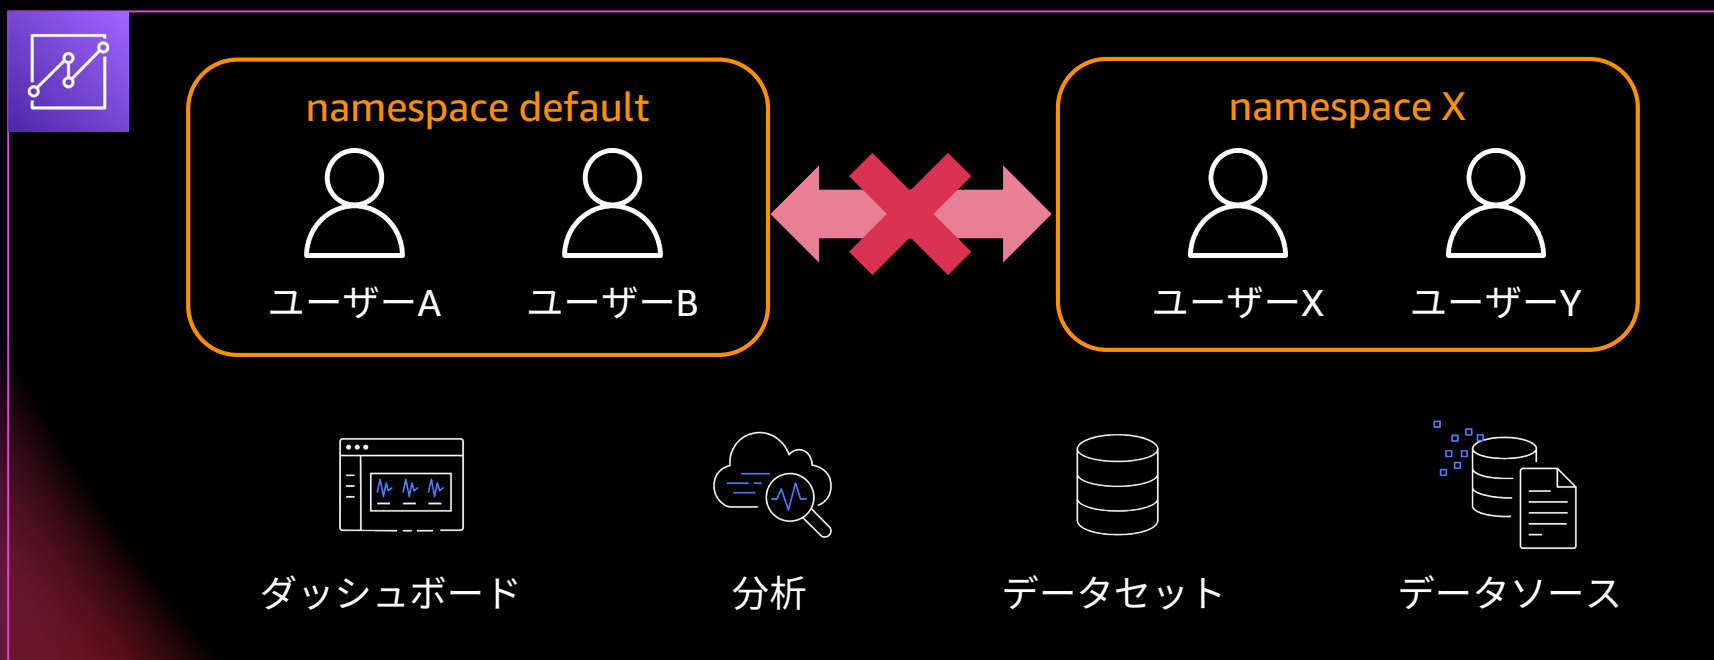 namespace default
namespace X
ユーザーA
ユーザーB
ユーザーX
ユーザーY
ダッシュボード
分析
データセット
データソース